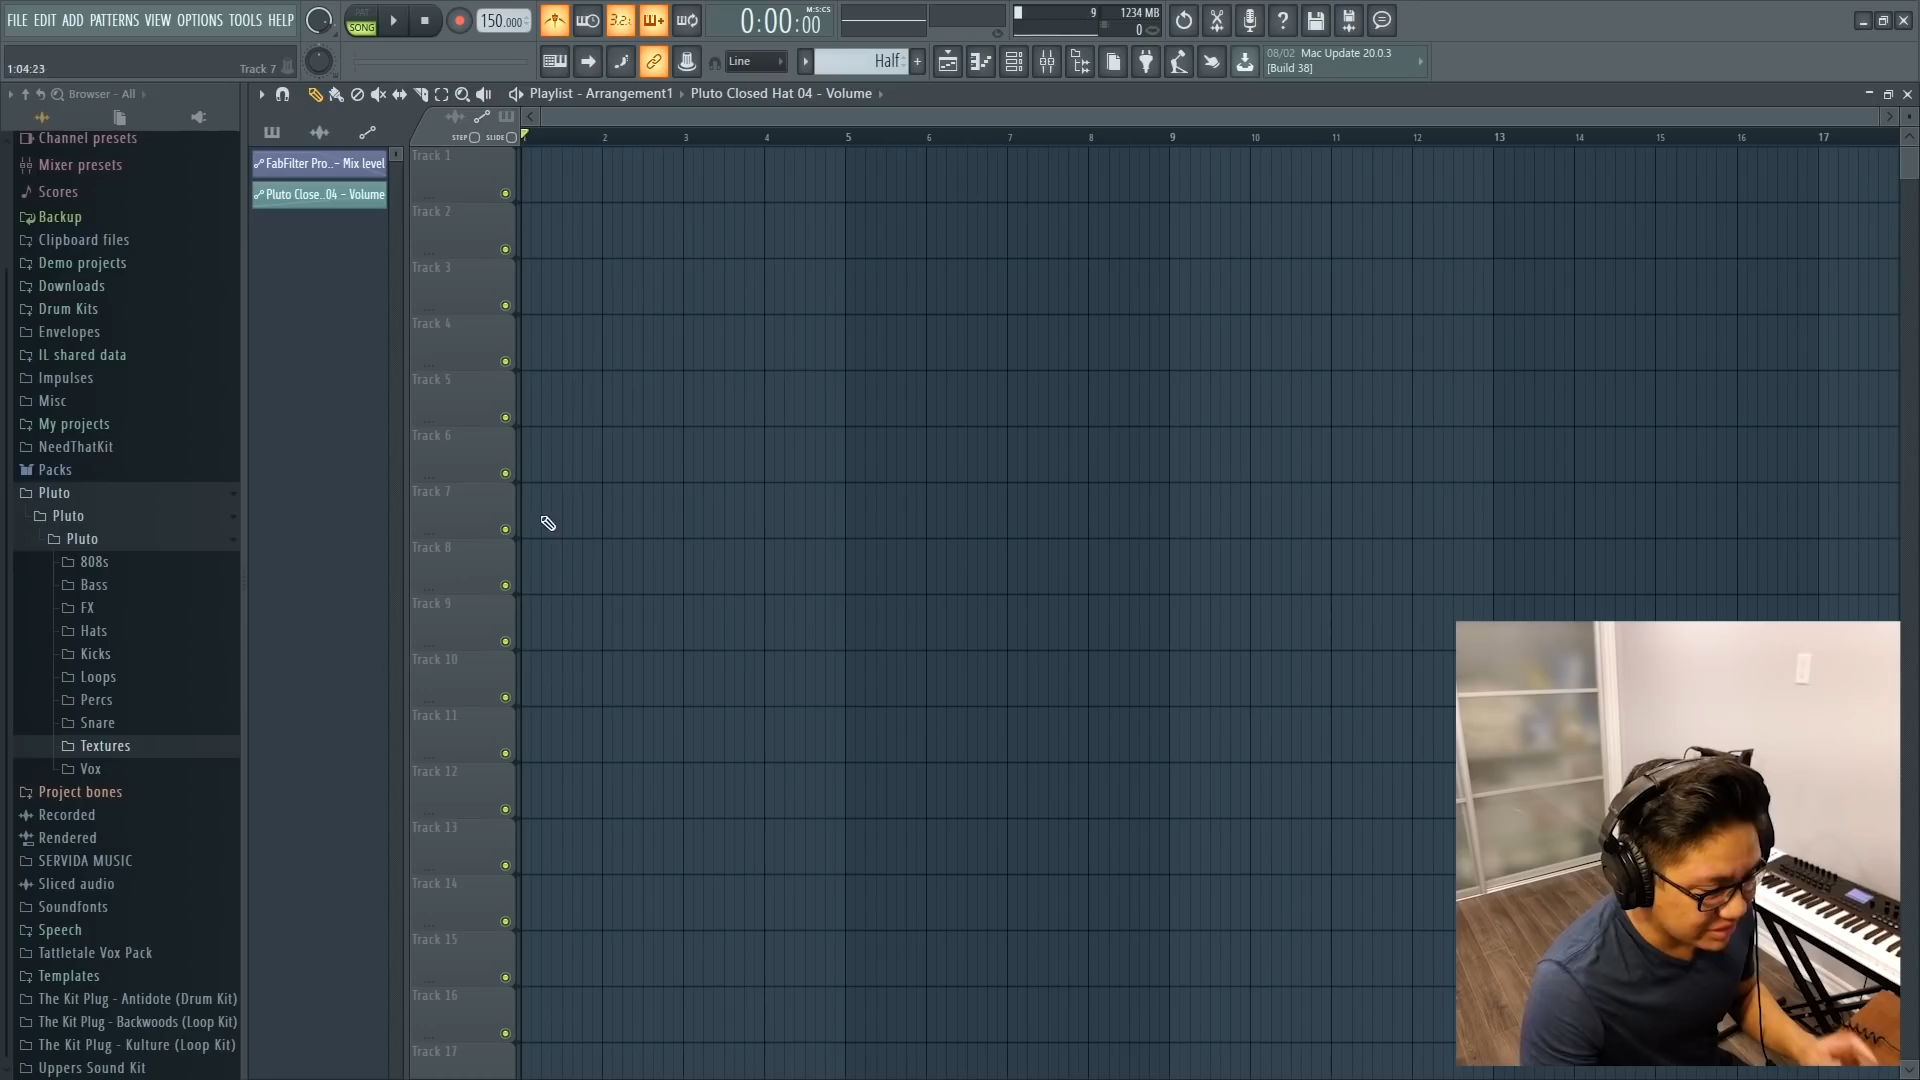 FILE EDIT ADD PATTERNS VIEW OPTIONS TOOLS HELP
PAT
SONG
150.000
3.2.
0:00:00
M:S:CS
9
1234 MB
0
1:04:23
Track 7
Line
Half
08/02 Mac Update 20.0.3
[Build 38]
Browser - All
Playlist - Arrangement1
Pluto Closed Hat 04 - Volume
STEP
SLIDE
2
3
4
5
6
7
8
9
10
11
12
13
14
15
16
17
Channel presets
Mixer presets
Scores
Backup
Clipboard files
Demo projects
Downloads
Drum Kits
Envelopes
IL shared data
Impulses
Misc
My projects
NeedThatKit
Packs
Pluto
Pluto
Pluto
808s
Bass
FX
Hats
Kicks
Loops
Percs
Snare
Textures
Vox
Project bones
Recorded
Rendered
SERVIDA MUSIC
Sliced audio
Soundfonts
Speech
Tattletale Vox Pack
Templates
The Kit Plug - Antidote (Drum Kit)
The Kit Plug - Backwoods (Loop Kit)
The Kit Plug - Kulture (Loop Kit)
Uppers Sound Kit
FabFilter Pro..- Mix level
Pluto Close..04 - Volume
Track 1
Track 2
Track 3
Track 4
Track 5
Track 6
Track 7
Track 8
Track 9
Track 10
Track 11
Track 12
Track 13
Track 14
Track 15
Track 16
Track 17